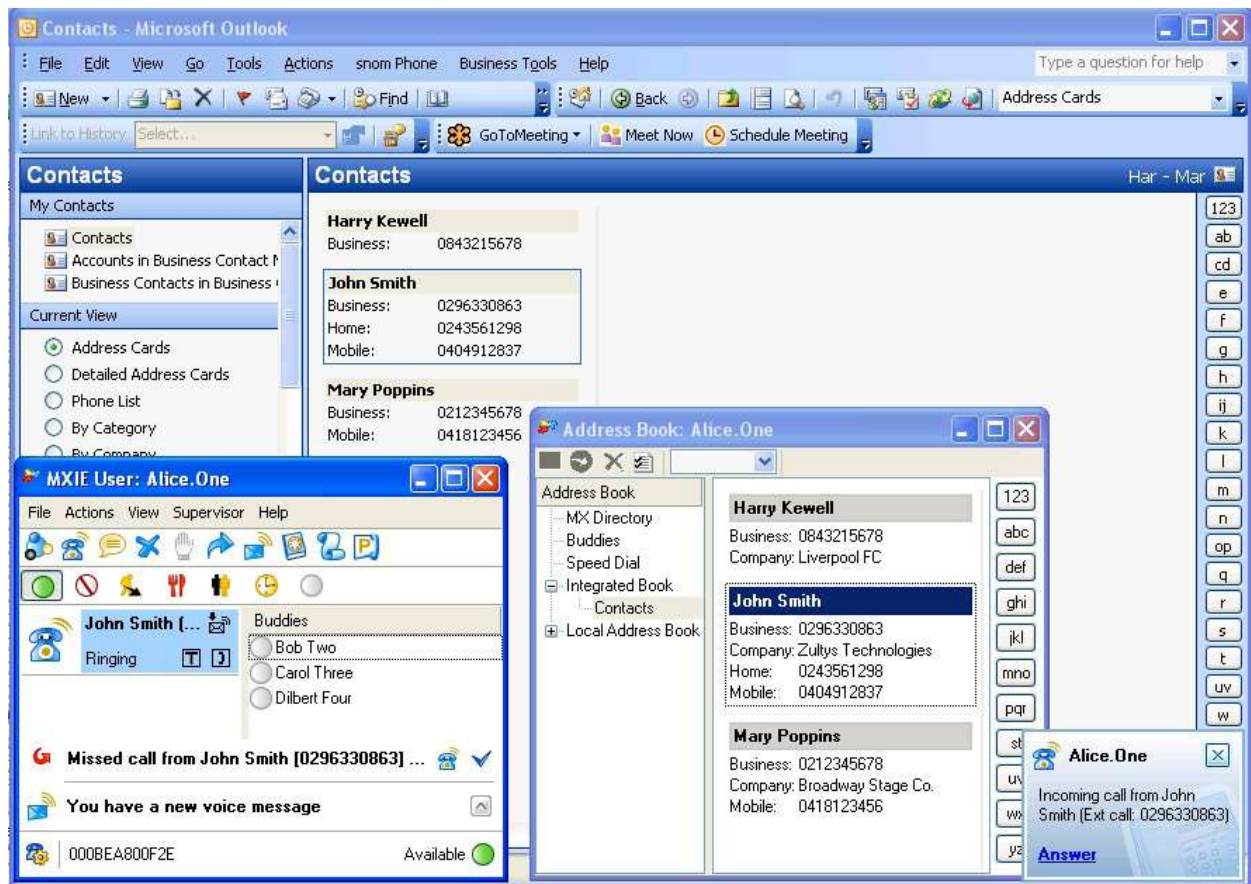 Contacts - Microsoft Outlook
File Edit View Go Tools Actions snom Phone Business Tools Help
Type a question for help
New Find Back Address Cards
Link to History Select... GoToMeeting Meet Now Schedule Meeting
Contacts
My Contacts
Contacts
Accounts in Business Contact
Business Contacts in Business
Current View
Address Cards
Detailed Address Cards
Phone List
By Category
By Company
Contacts
Har - Mar
Harry Kewell
Business: 0843215678
John Smith
Business: 0296330863
Home: 0243561298
Mobile: 0404912837
Mary Poppins
Business: 0212345678
Mobile: 0418123456
123
ab
cd
e
f
g
h
ij
k
l
m
n
op
q
r
s
t
uv
w
MXIE User: Alice.One
File Actions View Supervisor Help
John Smith (...
Ringing
Buddies
Bob Two
Carol Three
Dilbert Four
Missed call from John Smith [0296330863] ...
You have a new voice message
000BEA800F2E
Available
Address Book: Alice.One
Address Book
MX Directory
Buddies
Speed Dial
Integrated Book
Contacts
Local Address Book
Harry Kewell
Business: 0843215678
Company: Liverpool FC
John Smith
Business: 0296330863
Company: Zultys Technologies
Home: 0243561298
Mobile: 0404912837
Mary Poppins
Business: 0212345678
Company: Broadway Stage Co.
Mobile: 0418123456
123
abc
def
ghi
jkl
mno
pqr
Alice.One
Incoming call from John
Smith (Ext call: 0296330863)
Answer